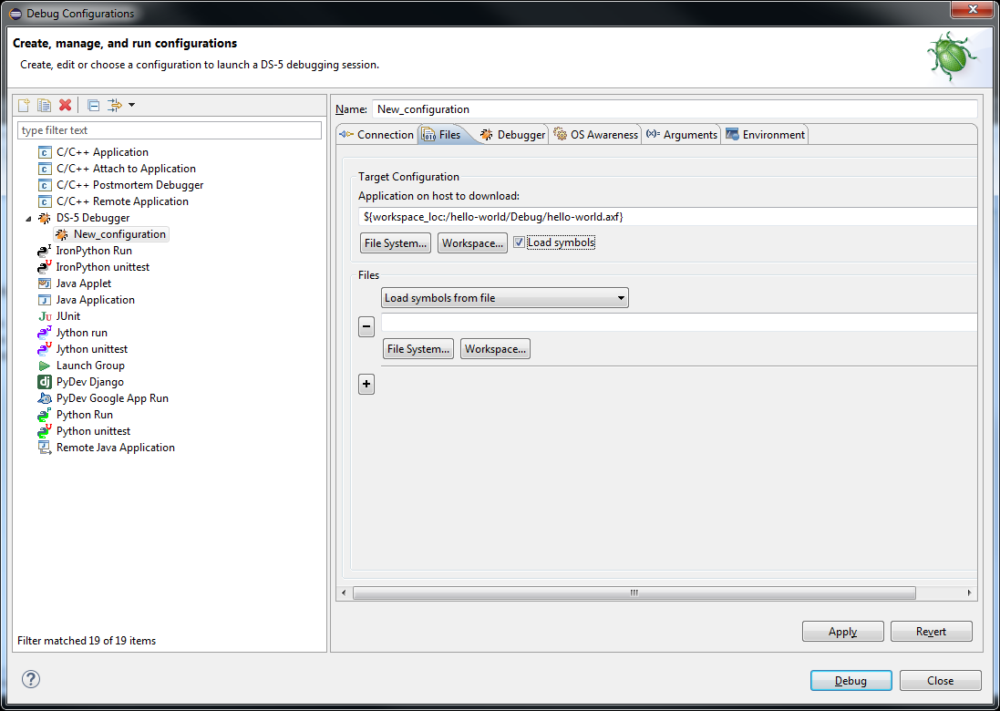 Debug Configurations
Create, manage, and run configurations
Create, edit or choose a configuration to launch a DS-5 debugging session.
type filter text
C/C++ Application
C/C++ Attach to Application
C/C++ Postmortem Debugger
C/C++ Remote Application
DS-5 Debugger
New_configuration
IronPython Run
IronPython unittest
Java Applet
Java Application
JUnit
Jython run
Jython unittest
Launch Group
PyDev Django
PyDev Google App Run
Python Run
Python unittest
Remote Java Application
Filter matched 19 of 19 items
Name: New_configuration
Connection Files Debugger OS Awareness Arguments Environment
Target Configuration
Application on host to download:
${workspace_loc:/hello-world/Debug/hello-world.axf}
File System... Workspace... Load symbols
Files
Load symbols from file
File System... Workspace...
Apply Revert
Debug Close